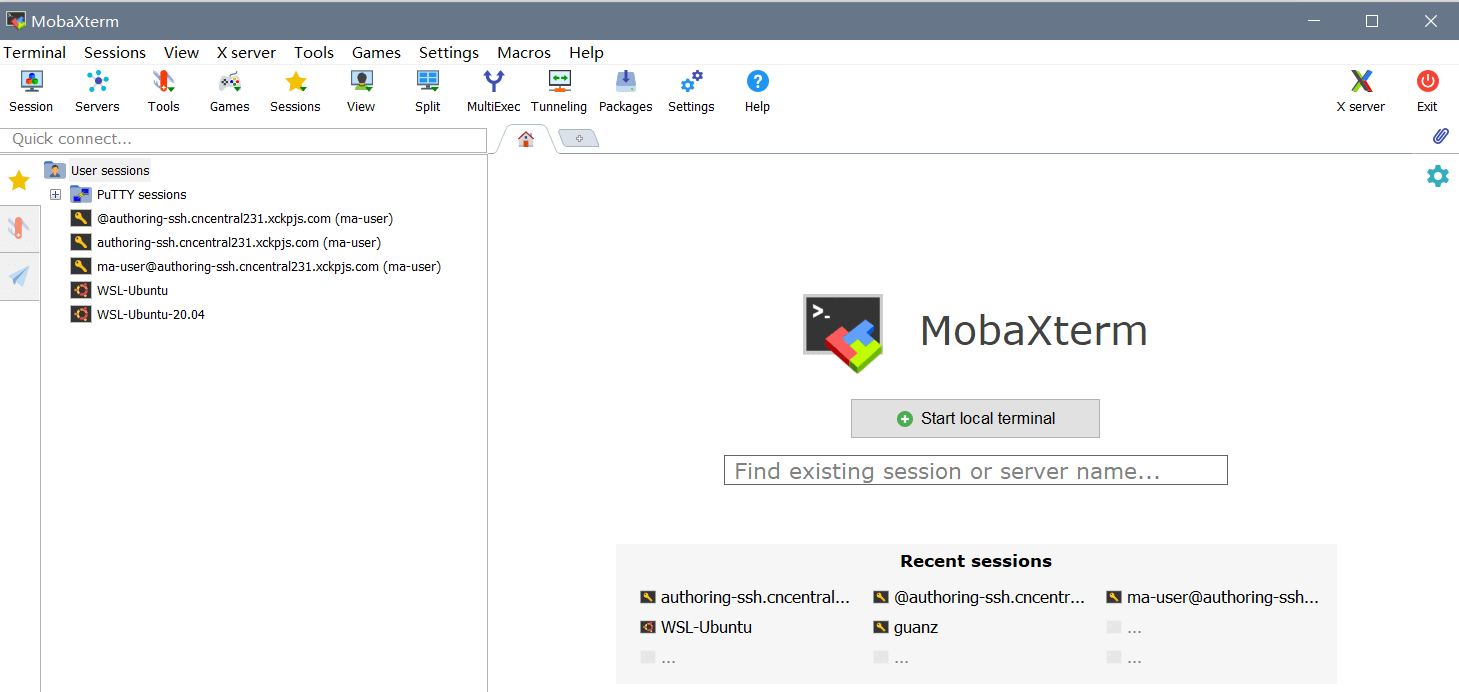 MobaXterm
Terminal Sessions View X server Tools Games Settings Macros Help
Session Servers Tools Games Sessions View Split MultiExec Tunneling Packages Settings Help X server Exit
Quick connect...
User sessions
PuTTY sessions
@authoring-ssh.cncentral231.xckpjs.com (ma-user)
authoring-ssh.cncentral231.xckpjs.com (ma-user)
ma-user@authoring-ssh.cncentral231.xckpjs.com (ma-user)
WSL-Ubuntu
WSL-Ubuntu-20.04
>_
MobaXterm
Start local terminal
Find existing session or server name...
Recent sessions
authoring-ssh.cncentral... @authoring-ssh.cncentr... ma-user@authoring-ssh...
WSL-Ubuntu guanz ...
... ... ...